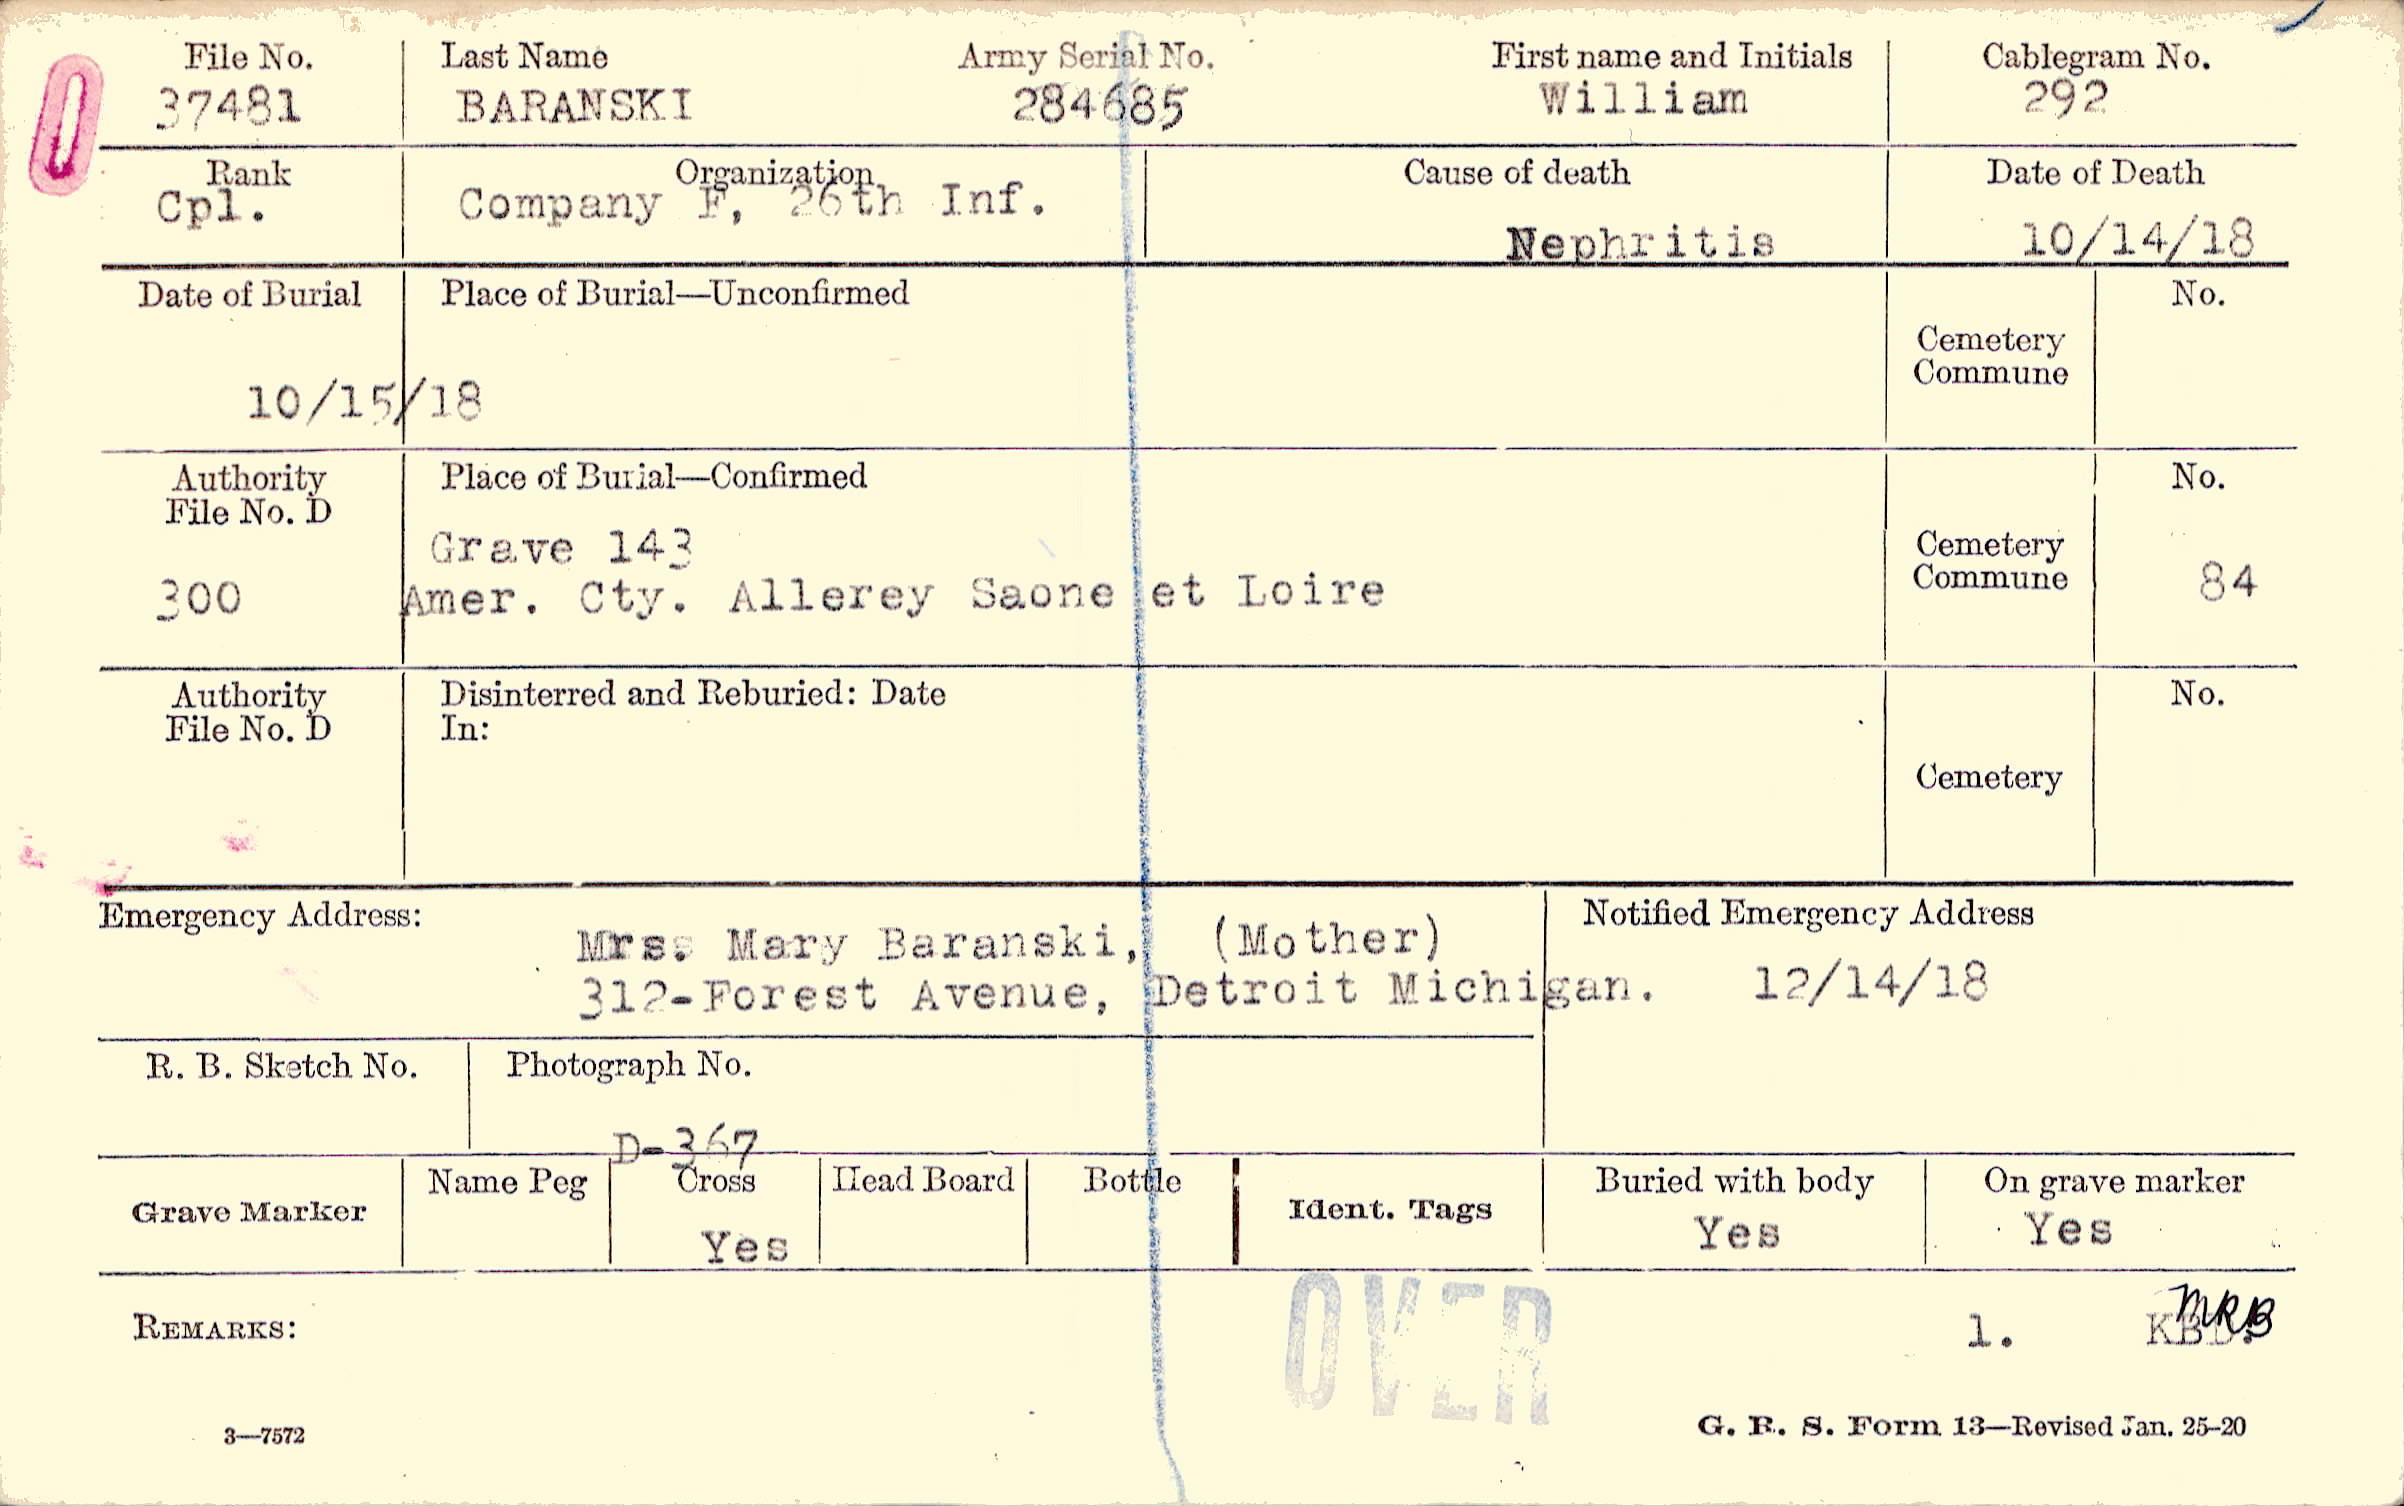 File No. Last Name Army Serial No. First name and Initials Cablegram No.
37481 BARANSKI 284685 William 292
Rank Organization Cause of death Date of Death
Cpl. Company F, 26th Inf. Nephritis 10/14/18
Date of Burial Place of Burial—Unconfirmed No.
Cemetery
Commune
10/15/18
Authority Place of Burial—Confirmed No.
File No. D
Grave 143 Cemetery
300 Amer. Cty. Allerey Saone et Loire Commune 84
Authority Disinterred and Reburied: Date No.
File No. D In:
Cemetery
Emergency Address: Notified Emergency Address
Mrs. Mary Baranski, (Mother)
312-Forest Avenue, Detroit Michigan. 12/14/18
R. B. Sketch No. Photograph No.
D-367
Grave Marker Name Peg Cross Head Board Bottle Ident. Tags Buried with body On grave marker
Yes Yes Yes
OVER
REMARKS: 1. MRB
3—7572 G. R. S. Form 13—Revised Jan. 25-20